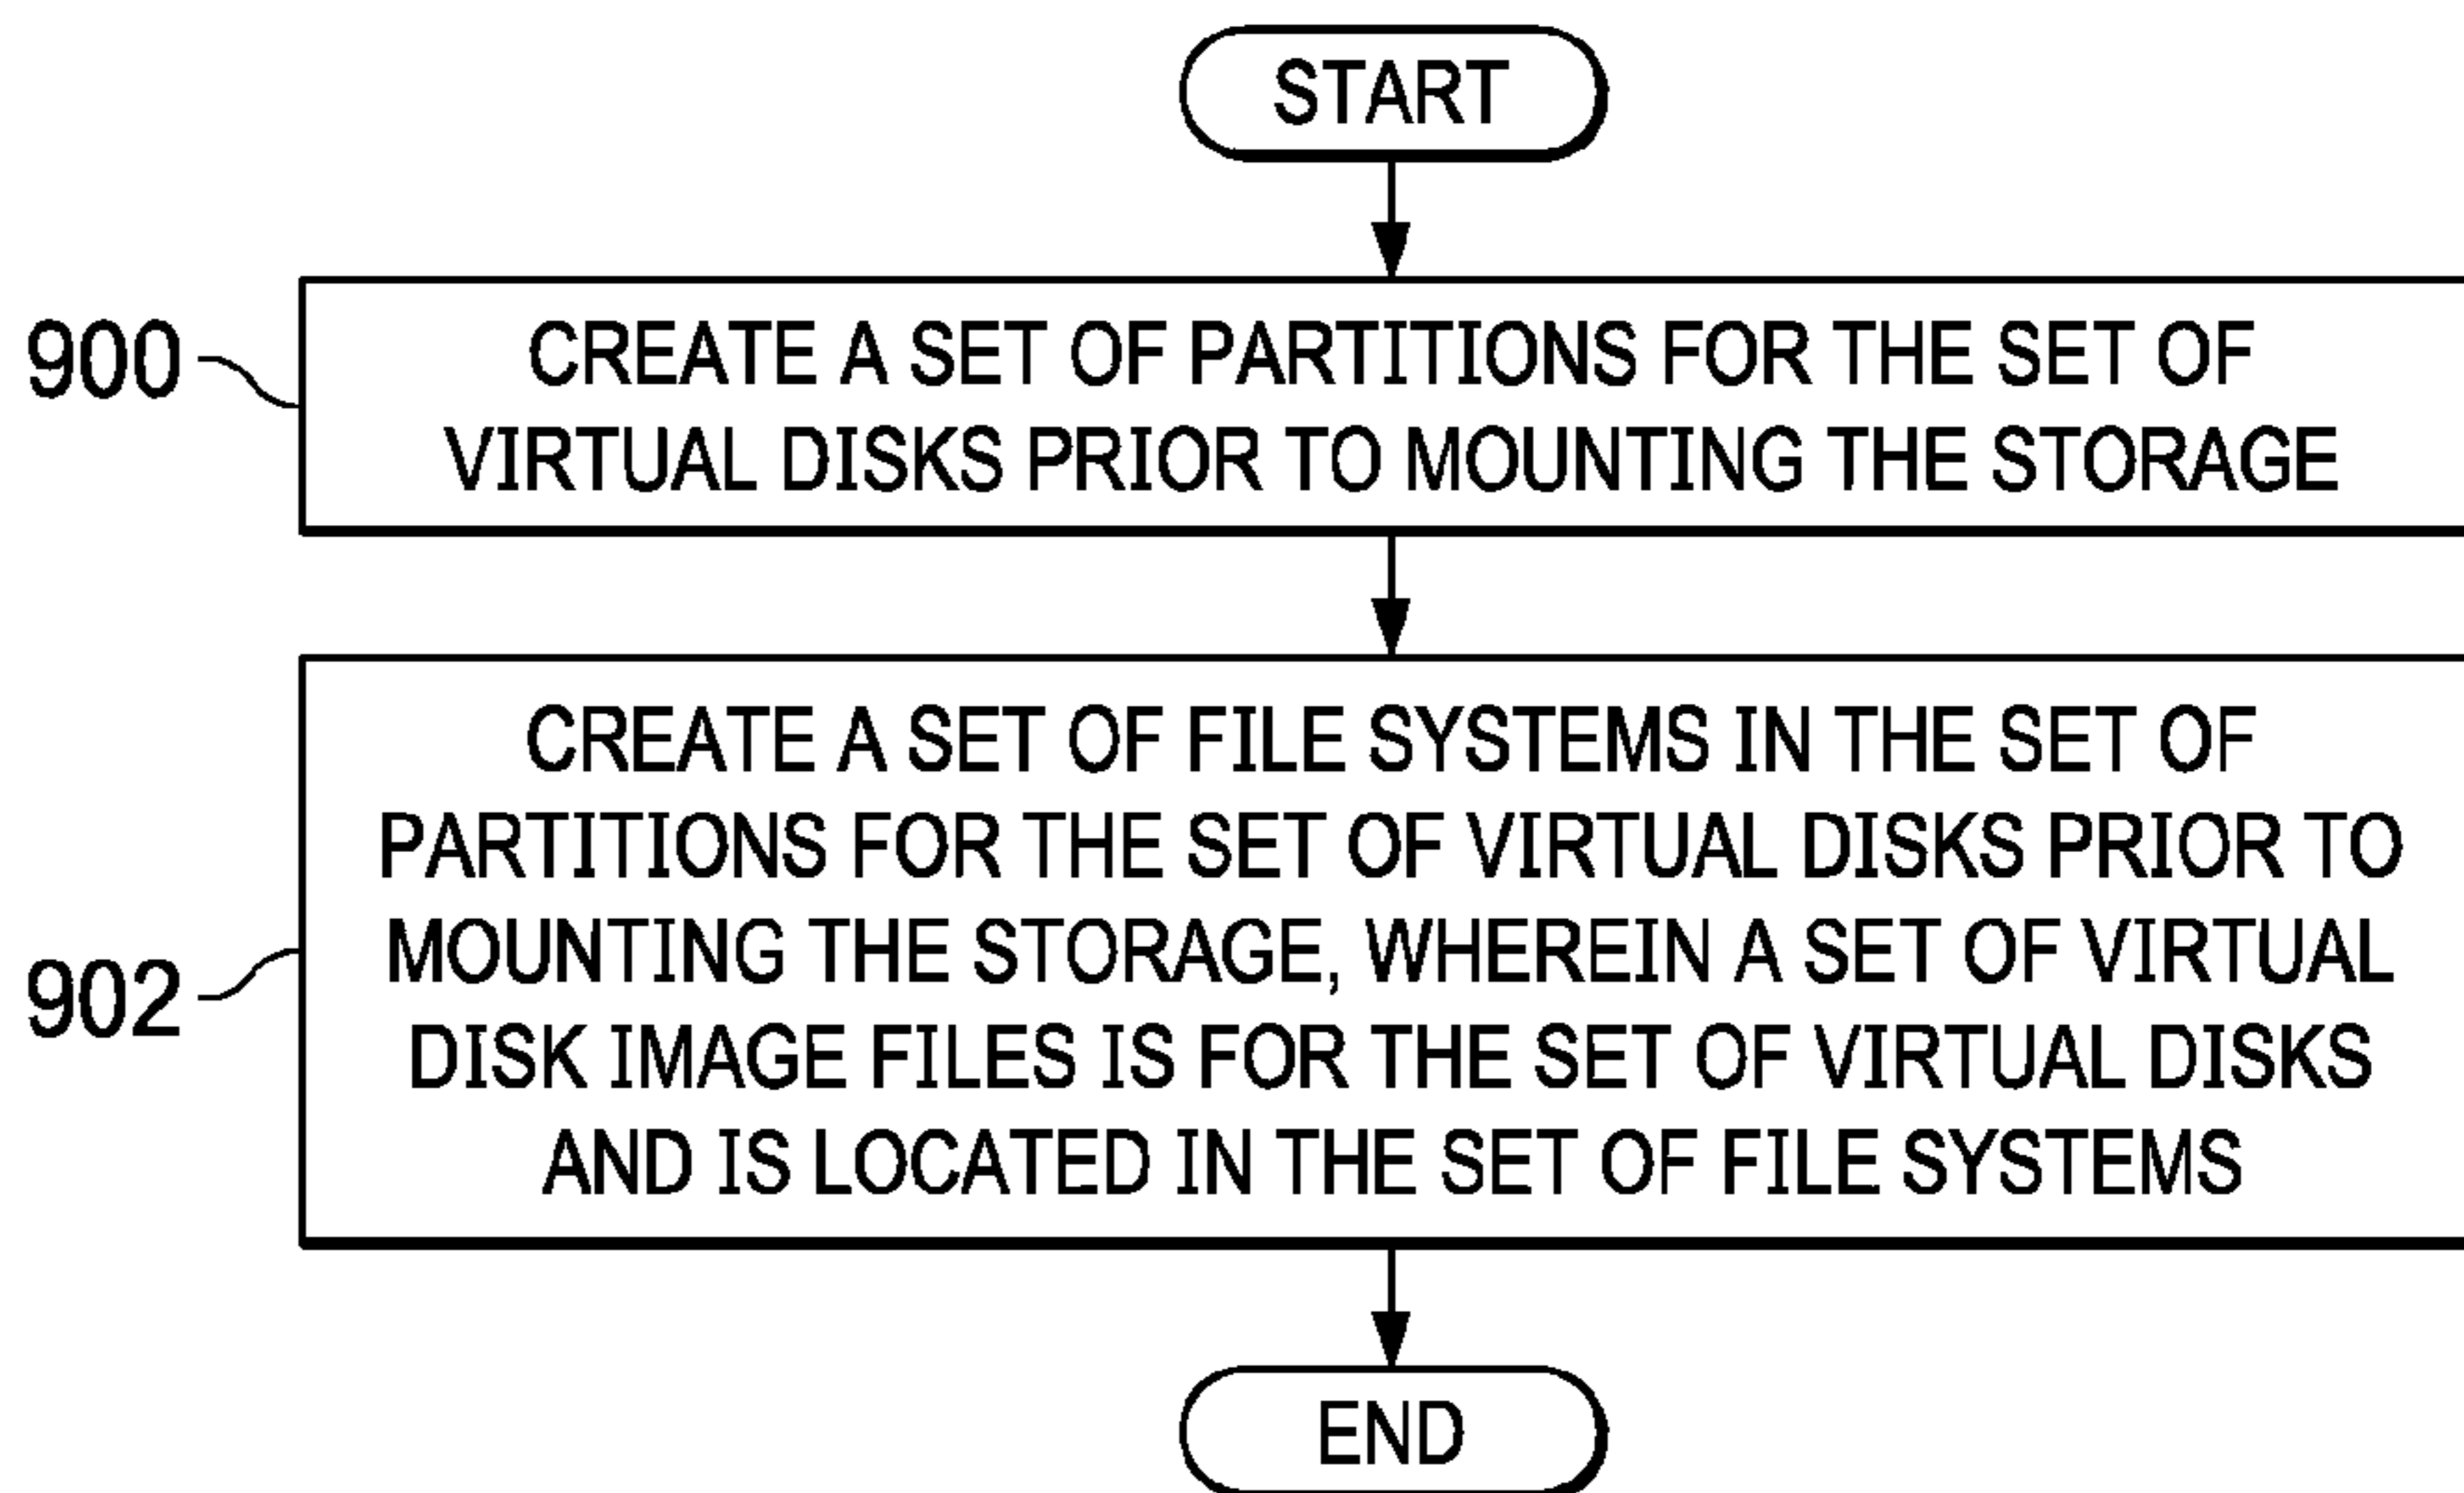 START
900
CREATE A SET OF PARTITIONS FOR THE SET OF
VIRTUAL DISKS PRIOR TO MOUNTING THE STORAGE
902
CREATE A SET OF FILE SYSTEMS IN THE SET OF
PARTITIONS FOR THE SET OF VIRTUAL DISKS PRIOR TO
MOUNTING THE STORAGE, WHEREIN A SET OF VIRTUAL
DISK IMAGE FILES IS FOR THE SET OF VIRTUAL DISKS
AND IS LOCATED IN THE SET OF FILE SYSTEMS
END